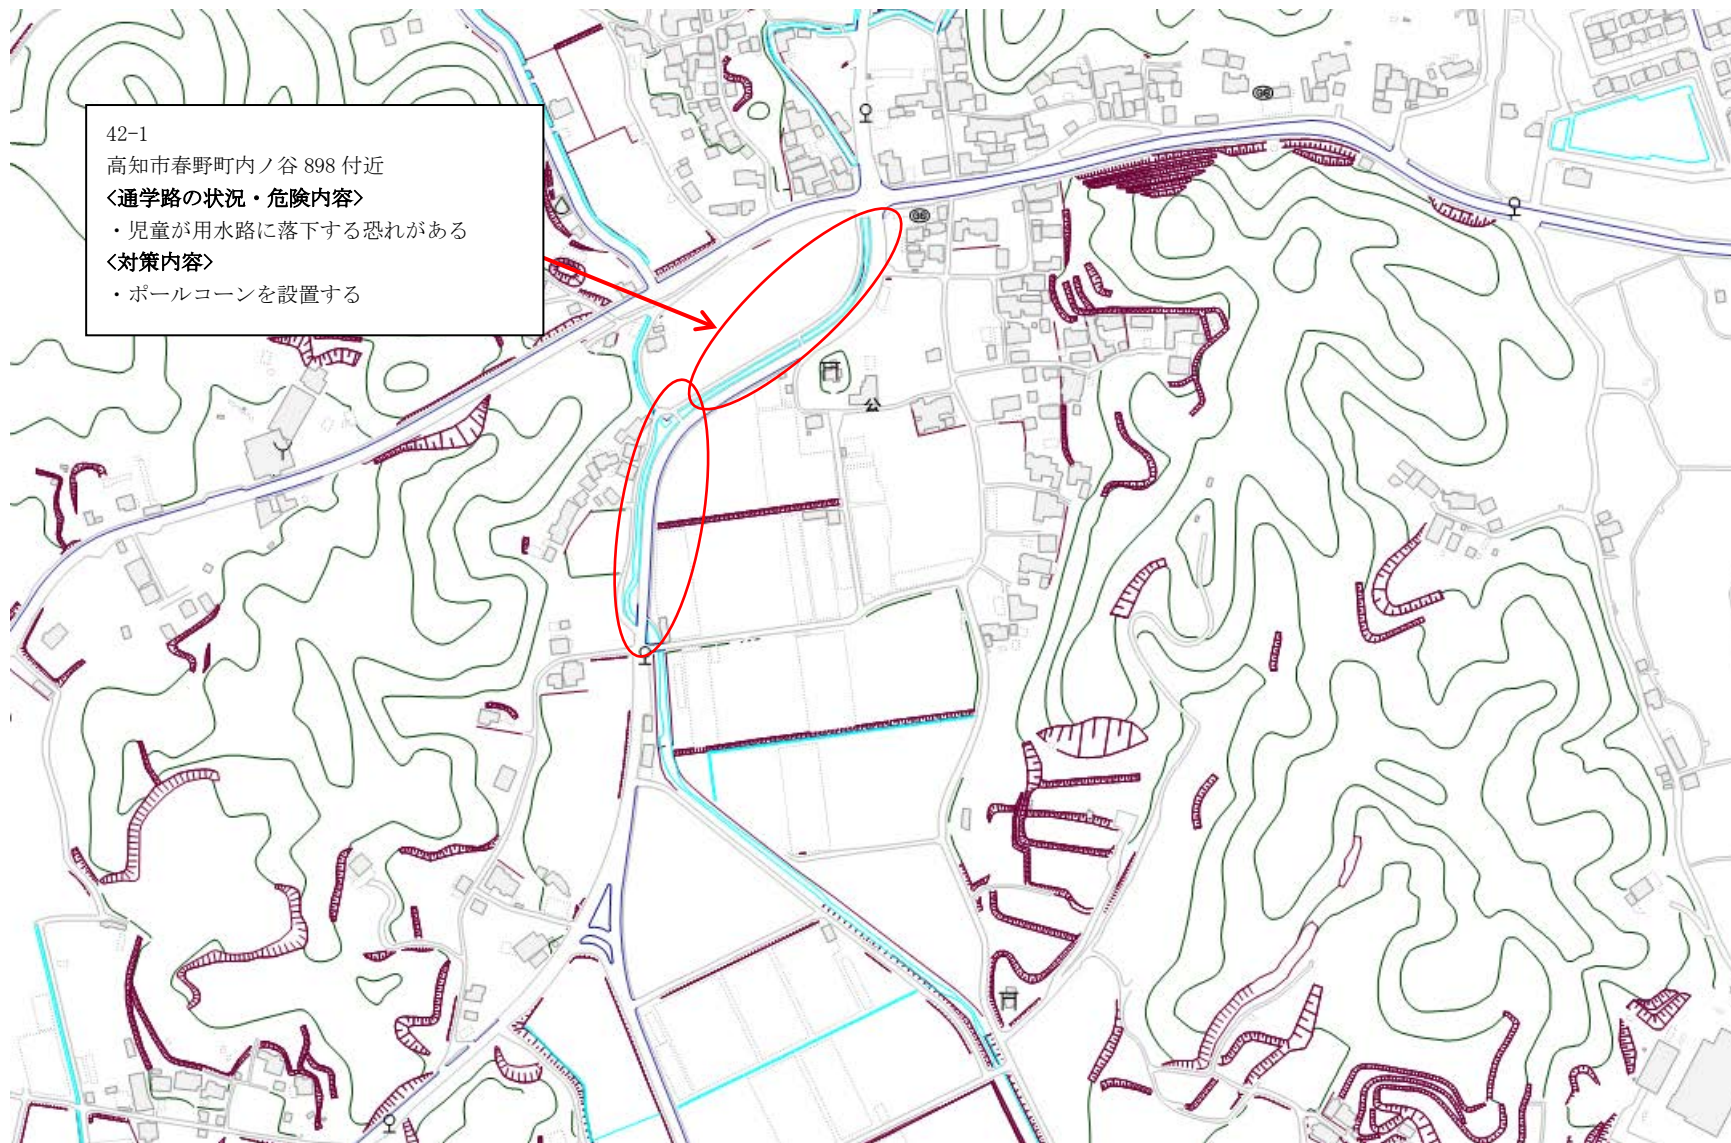 42-1
高知市春野町内ノ谷 898 付近
<通学路の状況・危険内容>
・児童が用水路に落下する恐れがある
<対策内容>
・ポールコーンを設置する
公